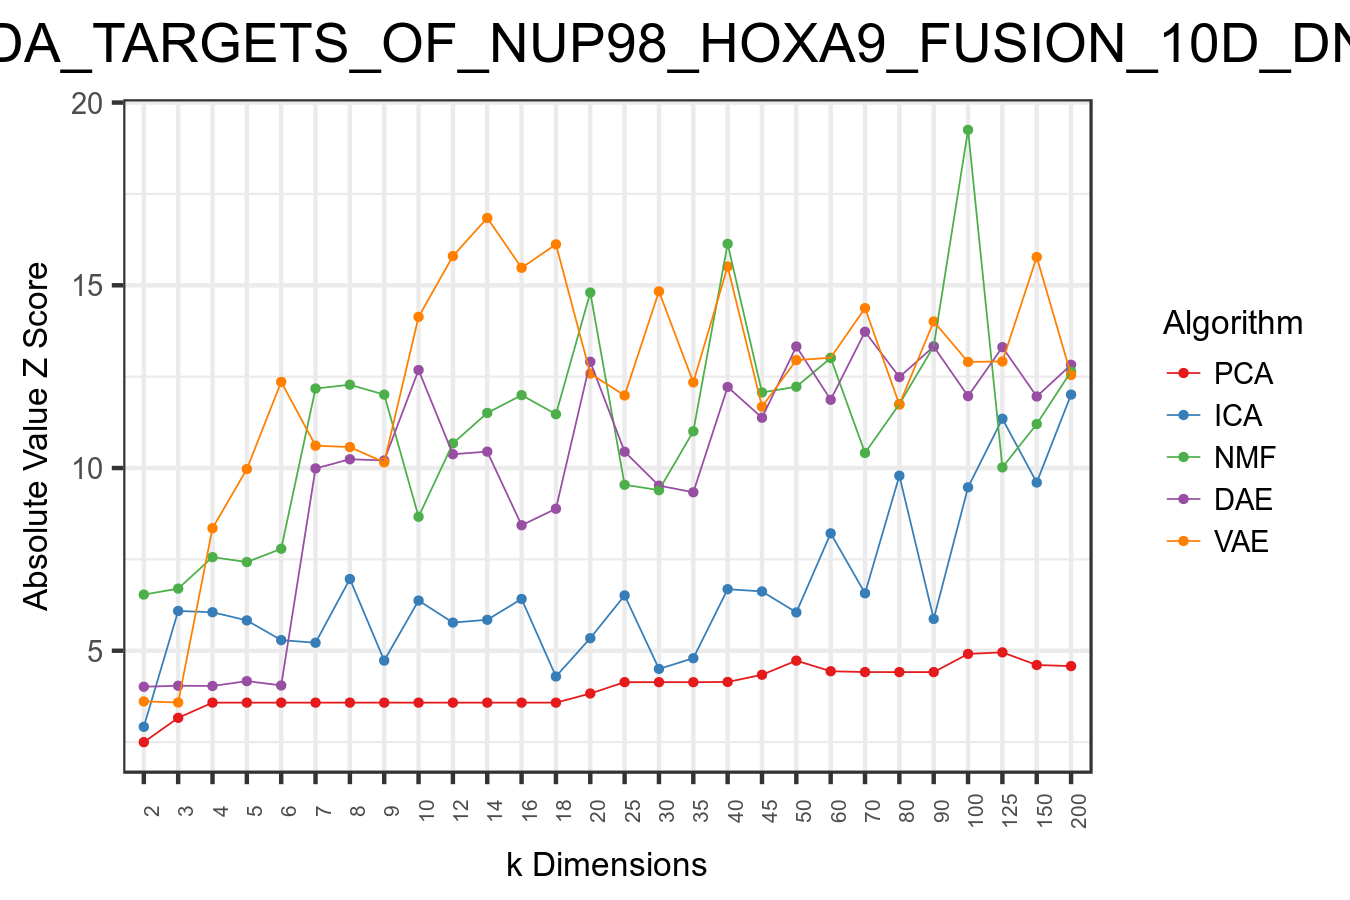 DA_TARGETS_OF_NUP98_HOXA9_FUSION_10D_DN
20
15
10
5
Absolute Value Z Score
2 3 4 5 6 7 8 9 10 12 14 16 18 20 25 30 35 40 45 50 60 70 80 90 100 125 150 200
k Dimensions
Algorithm
PCA
ICA
NMF
DAE
VAE